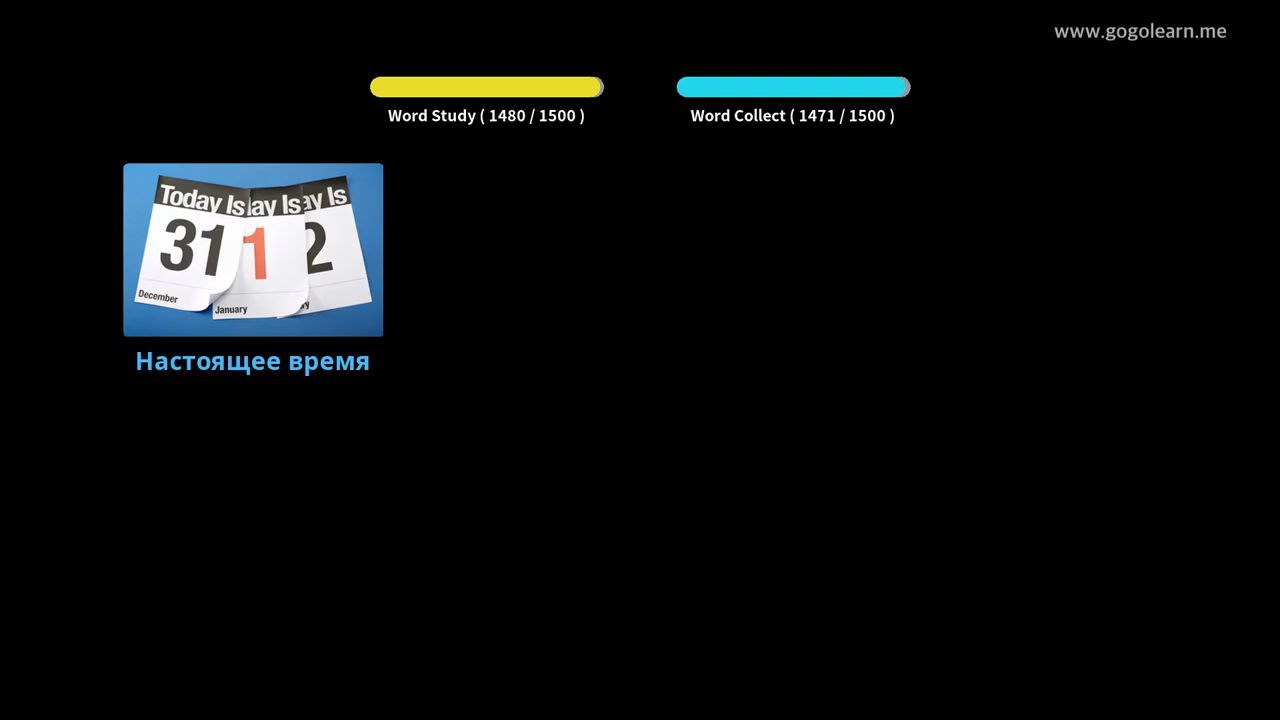 www.gogolearn.me
Word Study ( 1480 / 1500 )
Word Collect ( 1471 / 1500 )
Today Is
ay Is
ay Is
31
1
2
December
January
ry
Настоящее время